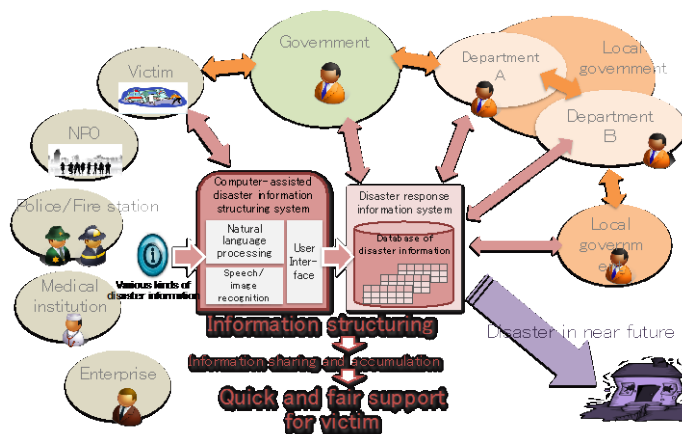 Government
Victim
Department
A
Local
government
NPO
Department
B
Computer-assisted
disaster information
structuring system
Disaster response
information system
Police/Fire station
Natural
language
processing
User
Inter-
face
Speech/
image
recognition
Database of
disaster information
Local
governme
Various kinds of
disaster information
Medical
institution
Information structuring
Disaster in near future
Information sharing and accumulation
Enterprise
Quick and fair support
for victim